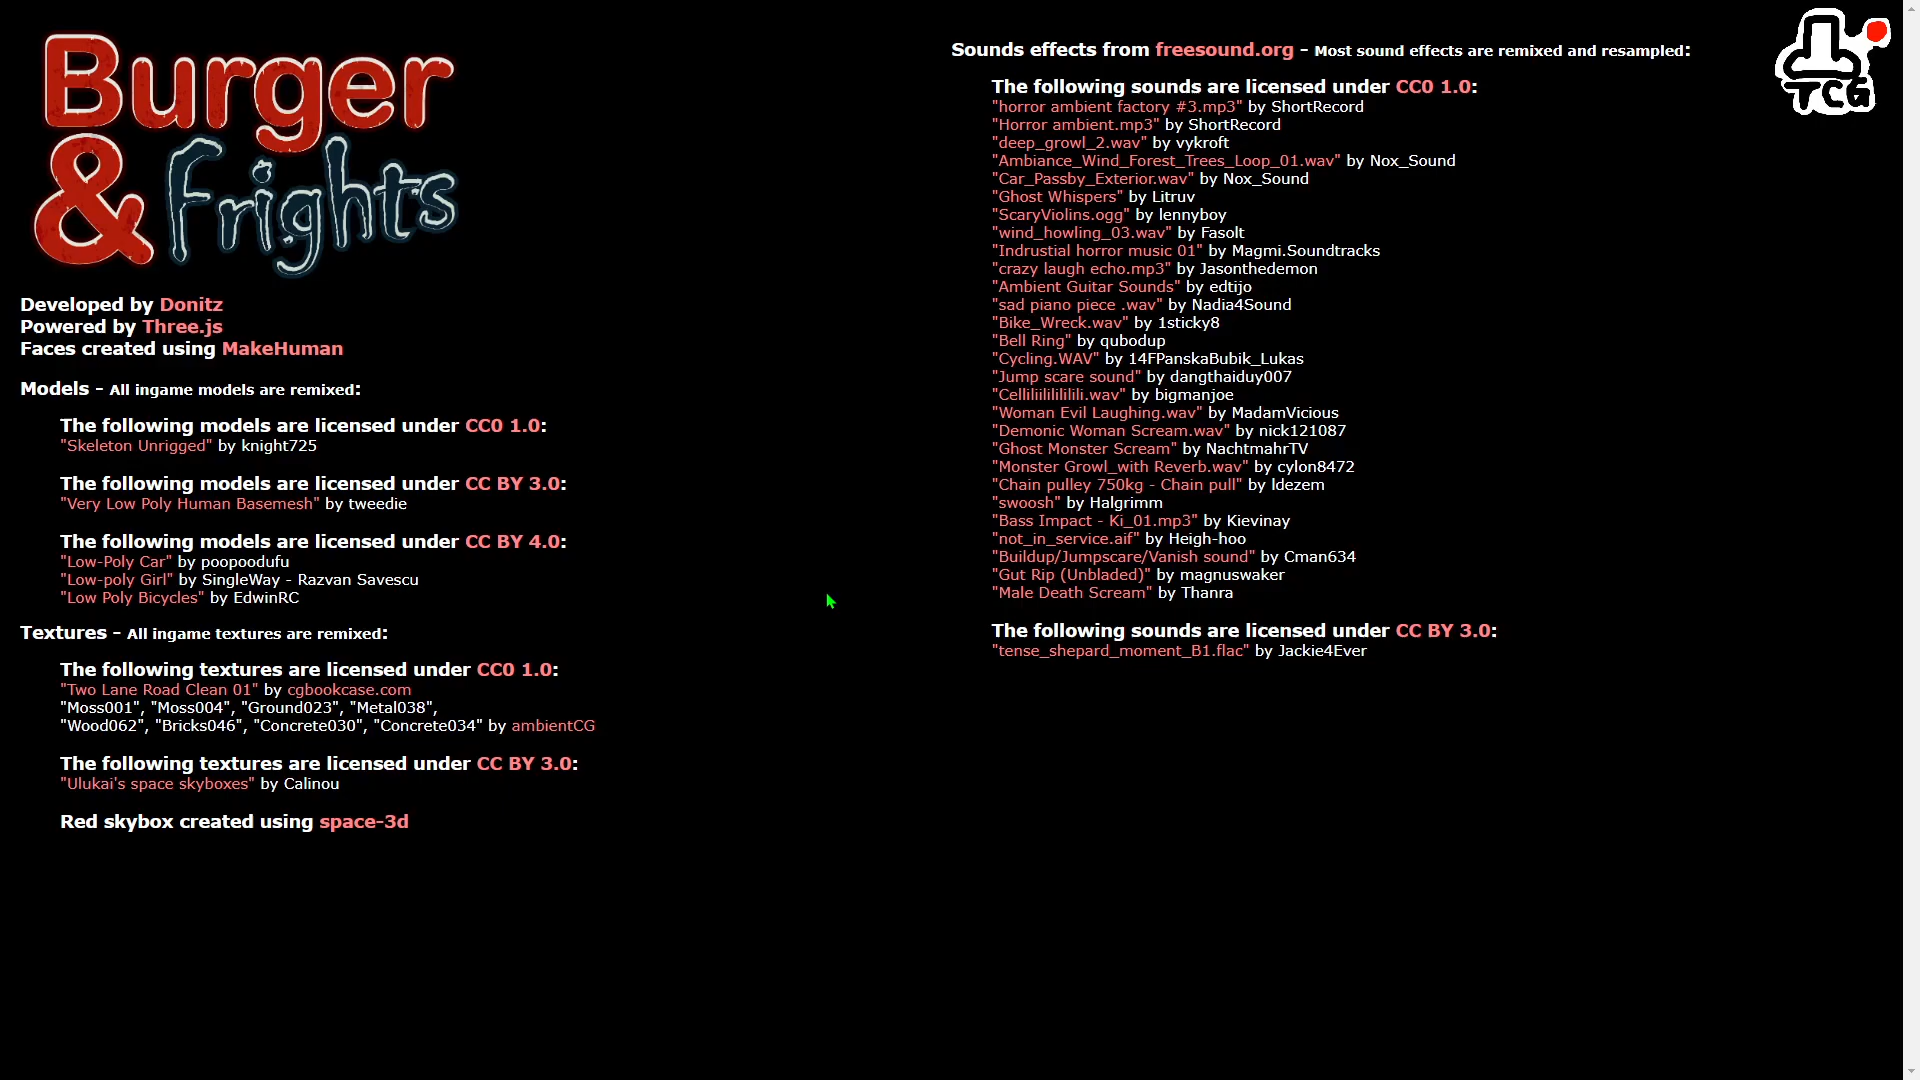 Burger
& Frights
Developed by Donitz
Powered by Three.js
Faces created using MakeHuman
Models - All ingame models are remixed:
The following models are licensed under CC0 1.0:
"Skeleton Unrigged" by knight725
The following models are licensed under CC BY 3.0:
"Very Low Poly Human Basemesh" by tweedie
The following models are licensed under CC BY 4.0:
"Low-Poly Car" by poopoodufu
"Low-poly Girl" by SingleWay - Razvan Savescu
"Low Poly Bicycles" by EdwinRC
Textures - All ingame textures are remixed:
The following textures are licensed under CC0 1.0:
"Two Lane Road Clean 01" by cgbookcase.com
"Moss001", "Moss004", "Ground023", "Metal038",
"Wood062", "Bricks046", "Concrete030", "Concrete034" by ambientCG
The following textures are licensed under CC BY 3.0:
"Ulukai's space skyboxes" by Calinou
Red skybox created using space-3d
Sounds effects from freesound.org - Most sound effects are remixed and resampled:
The following sounds are licensed under CC0 1.0:
"horror ambient factory #3.mp3" by ShortRecord
"Horror ambient.mp3" by ShortRecord
"deep_growl_2.wav" by vykroft
"Ambiance_Wind_Forest_Trees_Loop_01.wav" by Nox_Sound
"Car_Passby_Exterior.wav" by Nox_Sound
"Ghost Whispers" by Litruv
"ScaryViolins.ogg" by lennyboy
"wind_howling_03.wav" by Fasolt
"Indrustial horror music 01" by Magmi.Soundtracks
"crazy laugh echo.mp3" by Jasonthedemon
"Ambient Guitar Sounds" by edtijo
"sad piano piece .wav" by Nadia4Sound
"Bike_Wreck.wav" by 1sticky8
"Bell Ring" by qubodup
"Cycling.WAV" by 14FPanskaBubik_Lukas
"Jump scare sound" by dangthaiduy007
"Celliliililililili.wav" by bigmanjoe
"Woman Evil Laughing.wav" by MadamVicious
"Demonic Woman Scream.wav" by nick121087
"Ghost Monster Scream" by NachtmahrTV
"Monster Growl_with Reverb.wav" by cylon8472
"Chain pulley 750kg - Chain pull" by ldezem
"swoosh" by Halgrimm
"Bass Impact - Ki_01.mp3" by Kievinay
"not_in_service.aif" by Heigh-hoo
"Buildup/Jumpscare/Vanish sound" by Cman634
"Gut Rip (Unbladed)" by magnuswaker
"Male Death Scream" by Thanra
The following sounds are licensed under CC BY 3.0:
"tense_shepard_moment_B1.flac" by Jackie4Ever
TCG